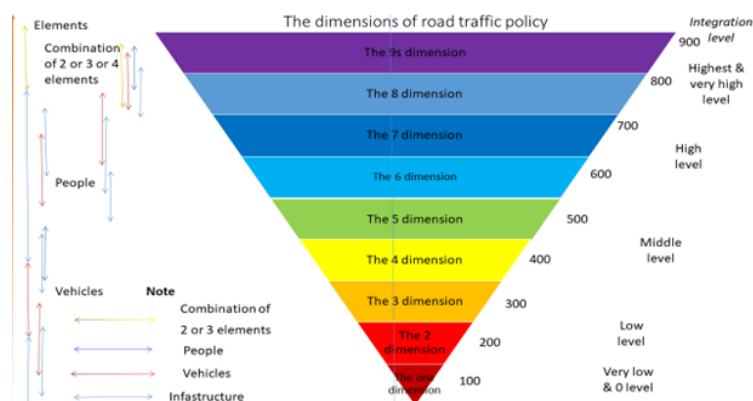 The dimensions of road traffic policy
Elements
Combination
of 2 or 3 or 4
elements
People
Vehicles
Note
Combination of
2 or 3 elements
People
Vehicles
Infastructure
The 9s dimension
The 8 dimension
The 7 dimension
The 6 dimension
The 5 dimension
The 4 dimension
The 3 dimension
The 2
dimension
The one
dimension
900
800
700
600
500
400
300
200
100
Integration
level
Highest &
very high
level
High
level
Middle
level
Low
level
Very low
& 0 level